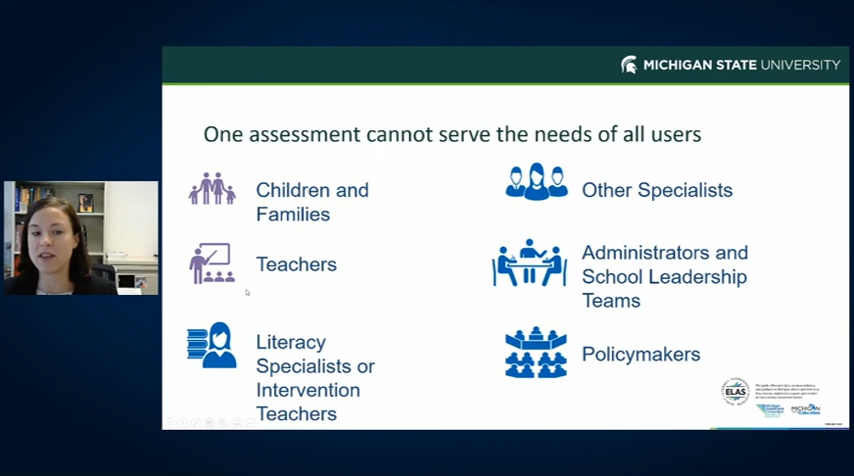 MICHIGAN STATE UNIVERSITY
One assessment cannot serve the needs of all users
Children and
Families
Teachers
Literacy
Specialists or
Intervention
Teachers
Other Specialists
Administrators and
School Leadership
Teams
Policymakers
ELAS